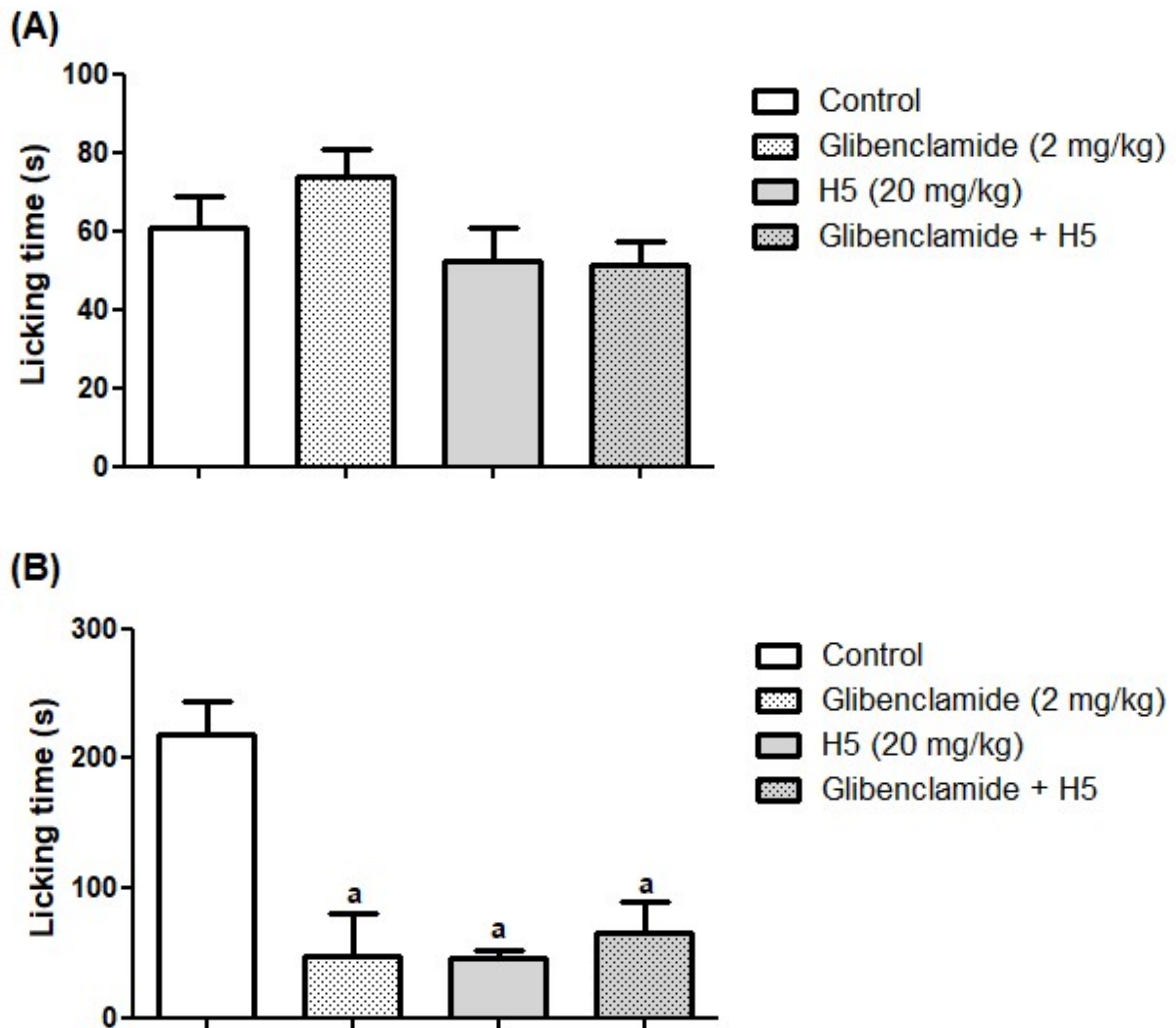 (A)
Licking time (s)
100
80
60
40
20
0
Control
Glibenclamide (2 mg/kg)
H5 (20 mg/kg)
Glibenclamide + H5
(B)
Licking time (s)
300
200
100
0
a
a
a
Control
Glibenclamide (2 mg/kg)
H5 (20 mg/kg)
Glibenclamide + H5